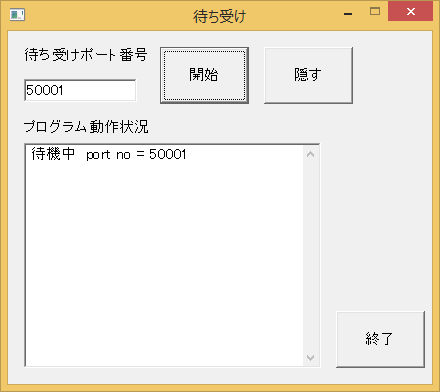 待ち受け
待ち受けポート番号
開始
隠す
50001
プログラム動作状況
待機中 port no = 50001
終了